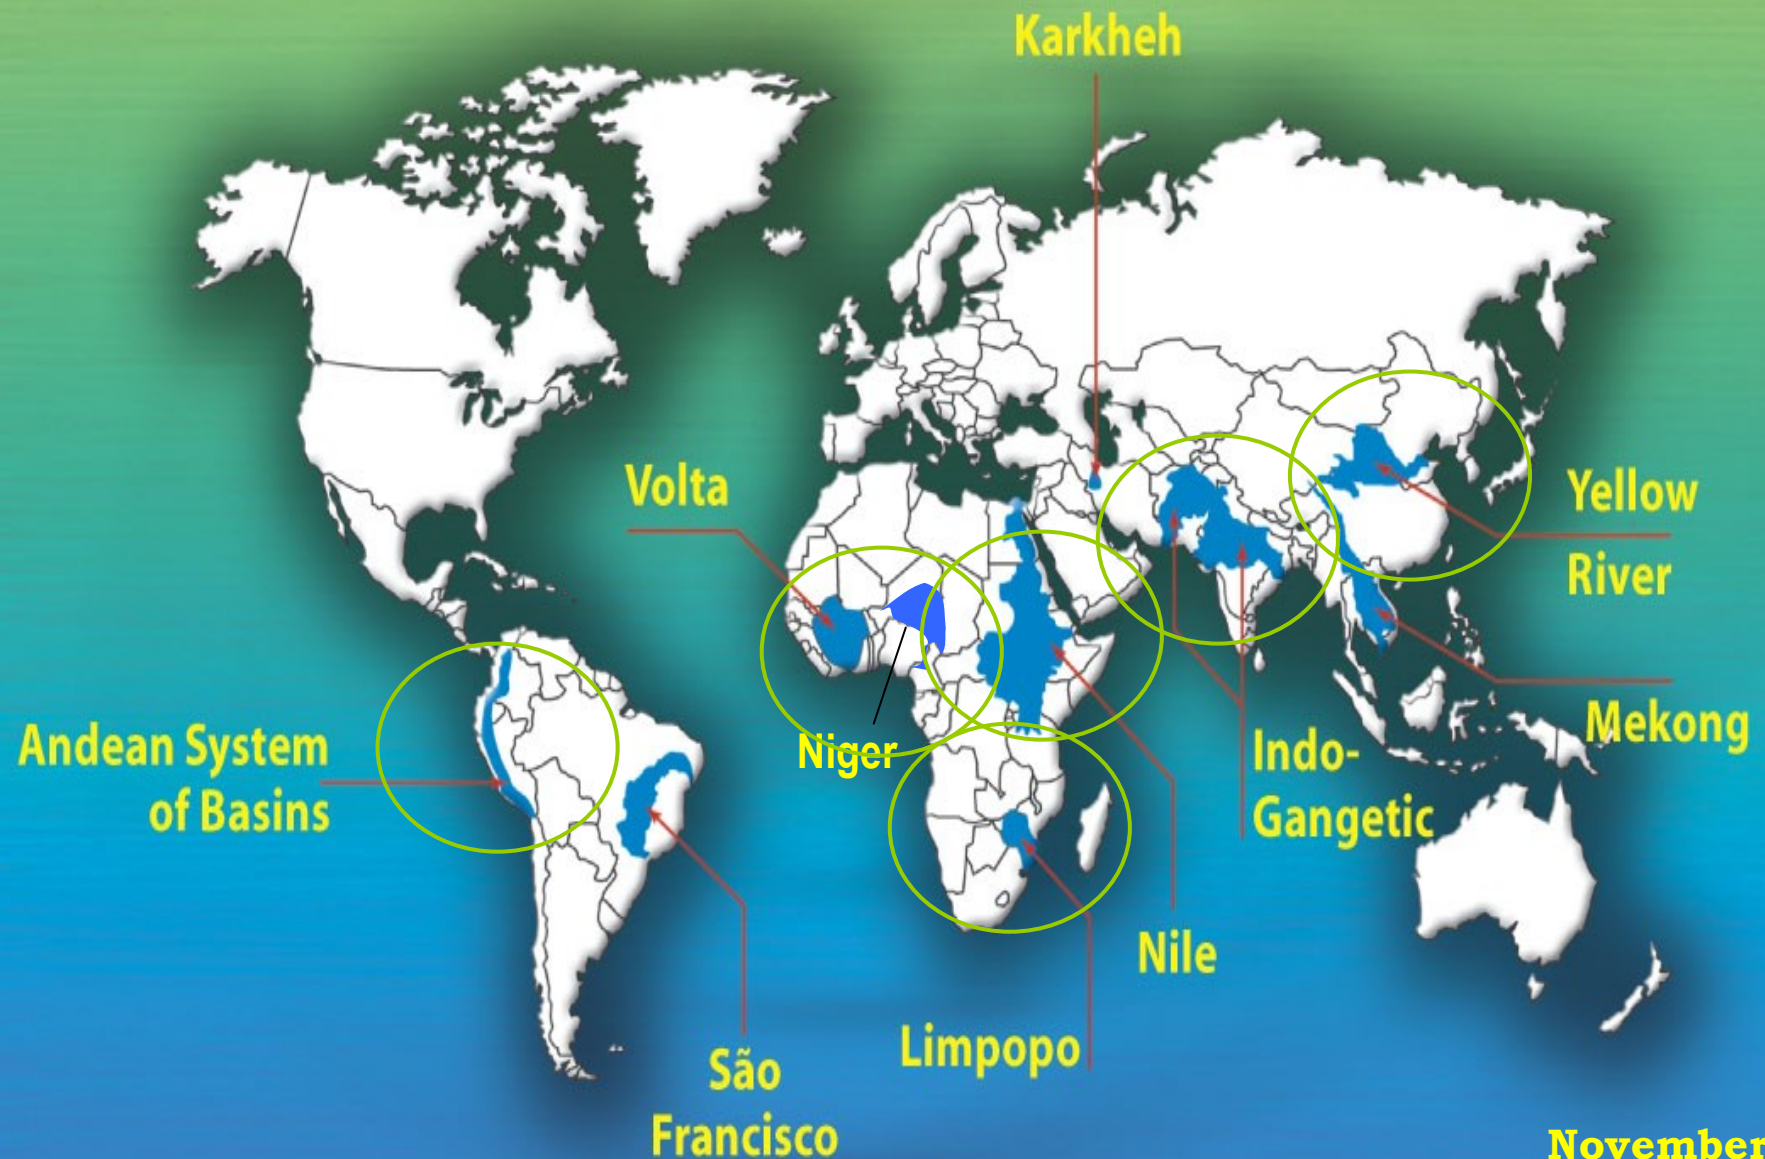 Karkheh
Volta
Yellow
River
Andean System
of Basins
Niger
Mekong
Indo-
Gangetic
Nile
Limpopo
São
Francisco
November